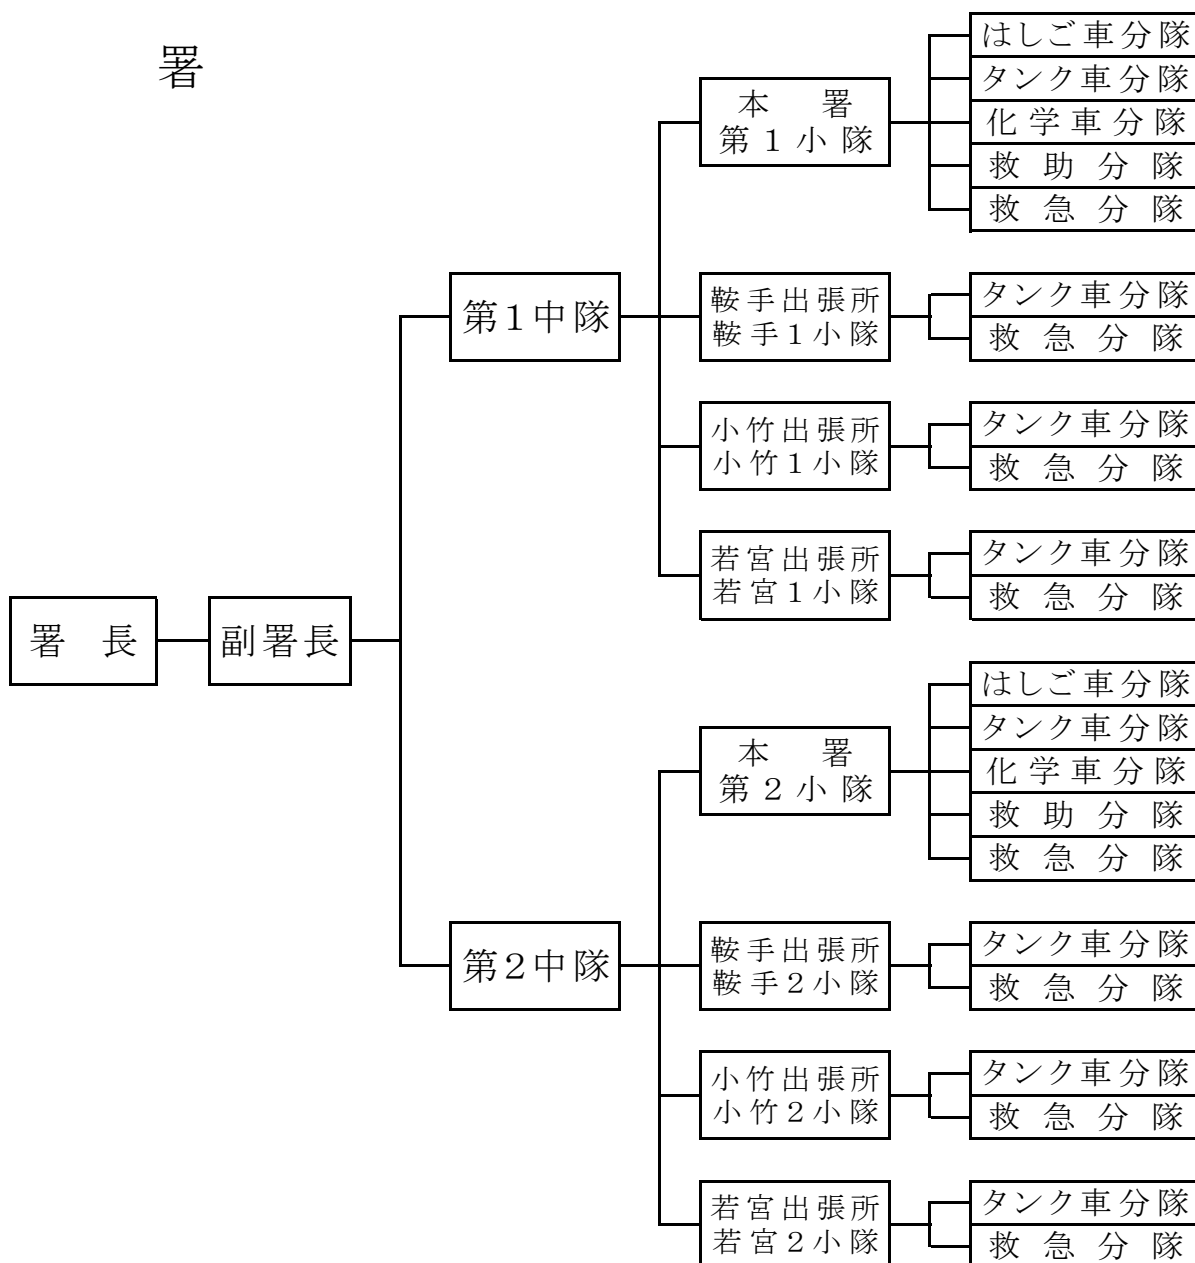 署
はしご車分隊
タンク車分隊
化学車分隊
救助分隊
救急分隊
本署
第1小隊
第1中隊
鞍手出張所
鞍手1小隊
タンク車分隊
救急分隊
小竹出張所
小竹1小隊
タンク車分隊
救急分隊
若宮出張所
若宮1小隊
タンク車分隊
救急分隊
署長
副署長
はしご車分隊
タンク車分隊
化学車分隊
救助分隊
救急分隊
本署
第2小隊
第2中隊
鞍手出張所
鞍手2小隊
タンク車分隊
救急分隊
小竹出張所
小竹2小隊
タンク車分隊
救急分隊
若宮出張所
若宮2小隊
タンク車分隊
救急分隊